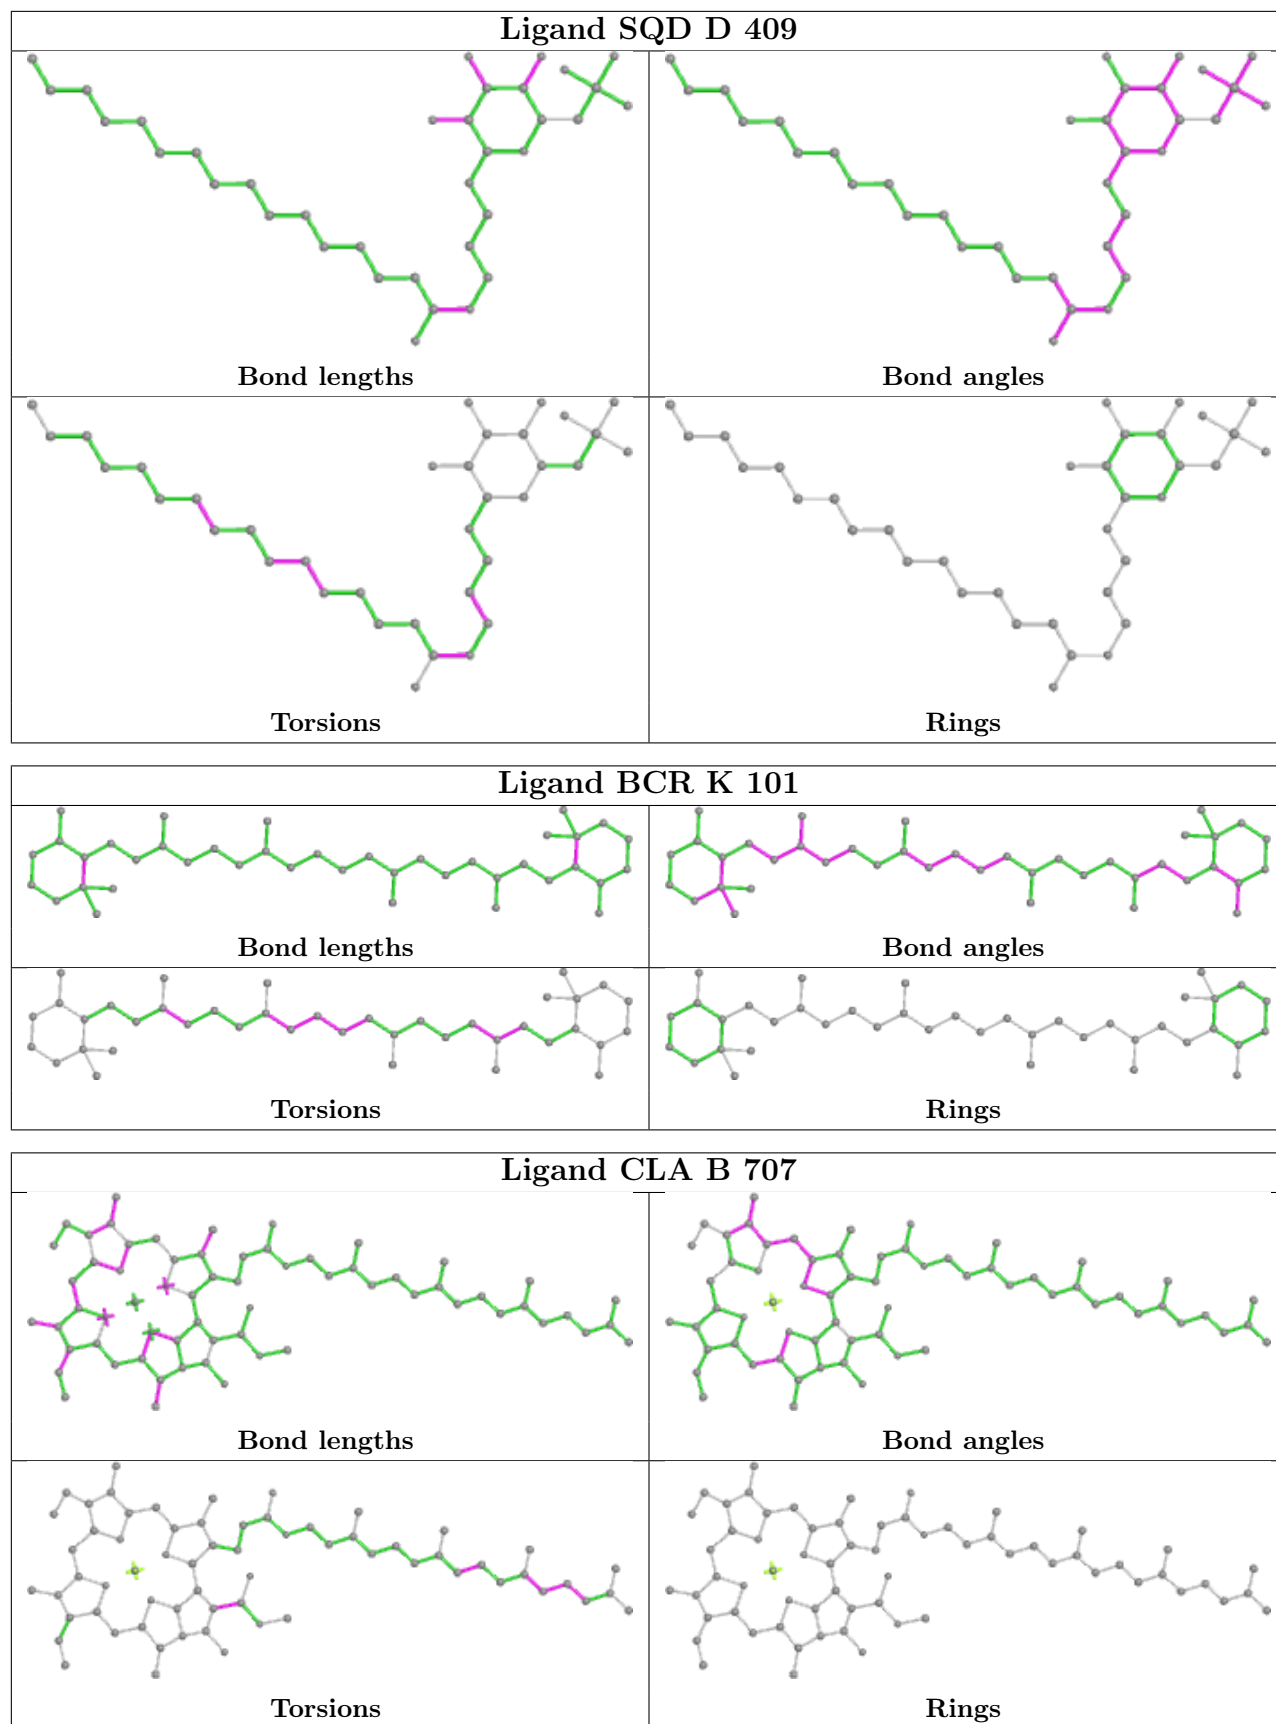 Ligand SQD D 409
Bond lengths
Bond angles
Torsions
Rings
Ligand BCR K 101
Bond lengths
Bond angles
Torsions
Rings
Ligand CLA B 707
Bond lengths
Bond angles
Torsions
Rings